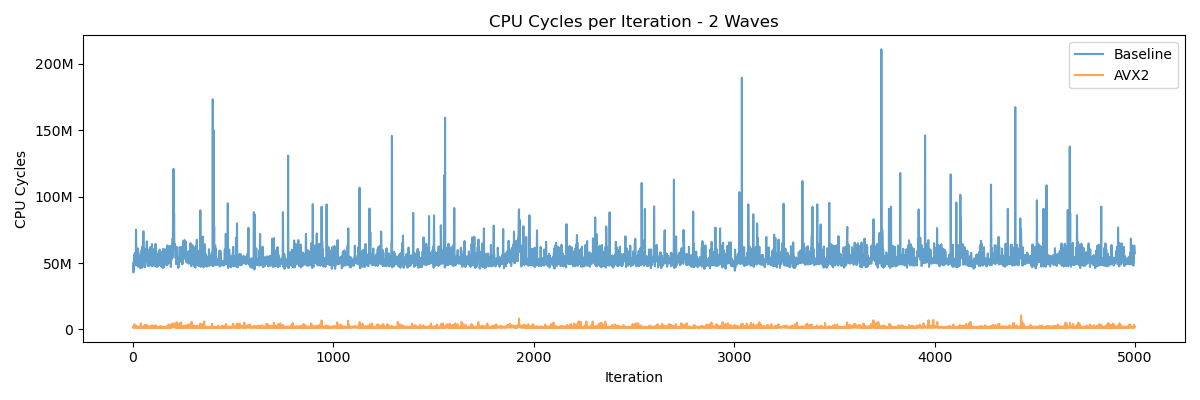 CPU Cycles per Iteration - 2 Waves
Baseline
AVX2
200M
150M
100M
50M
0
CPU Cycles
0 1000 2000 3000 4000 5000
Iteration